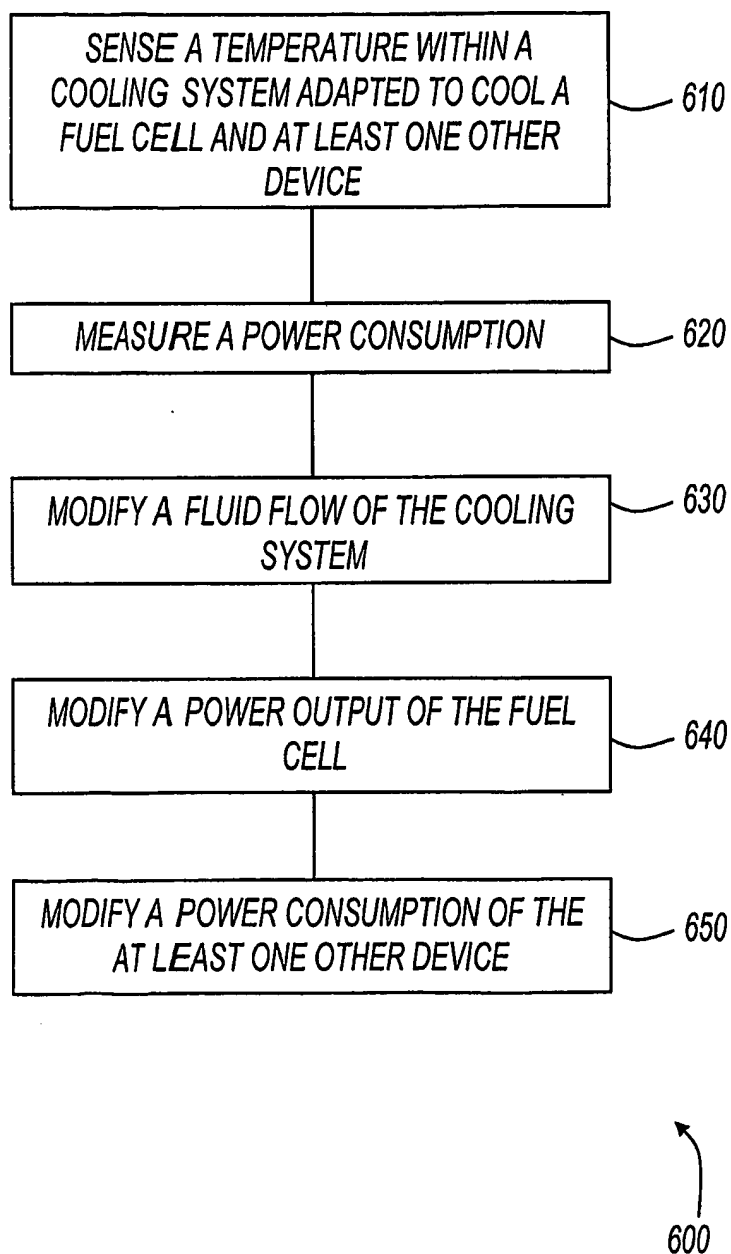 SENSE A TEMPERATURE WITHIN A
COOLING SYSTEM ADAPTED TO COOL A
FUEL CELL AND AT LEAST ONE OTHER
DEVICE
610
MEASURE A POWER CONSUMPTION
620
MODIFY A FLUID FLOW OF THE COOLING
SYSTEM
630
MODIFY A POWER OUTPUT OF THE FUEL
CELL
640
MODIFY A POWER CONSUMPTION OF THE
AT LEAST ONE OTHER DEVICE
650
600